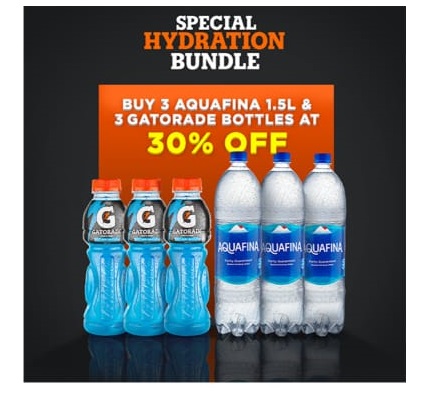 SPECIAL
HYDRATION
BUNDLE
BUY 3 AQUAFINA 1.5L &
3 GATORADE BOTTLES AT
30% OFF
G G G
GATORADE GATORADE GATORADE
AQUAFINA AQUAFINA AQUAFINA